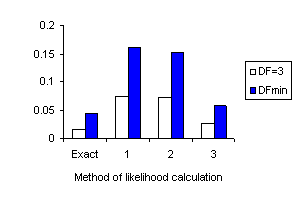 0.2
0.15
0.1
0.05
0
Exact 1 2 3
Method of likelihood calculation
DF=3
DFmin